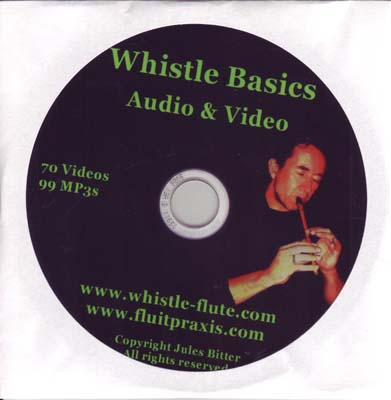 Whistle Basics
Audio & Video
70 Videos
99 MP3s
www.whistle-flute.com
www.fluitpraxis.com
Copyright Jules Bitter
All rights reserved